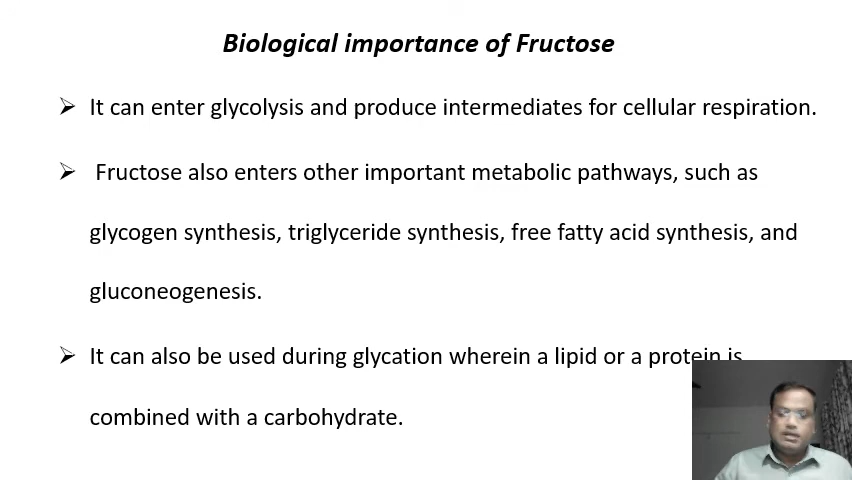 Biological importance of Fructose
➢ It can enter glycolysis and produce intermediates for cellular respiration.
➢ Fructose also enters other important metabolic pathways, such as
glycogen synthesis, triglyceride synthesis, free fatty acid synthesis, and
gluconeogenesis.
➢ It can also be used during glycation wherein a lipid or a protein is
combined with a carbohydrate.